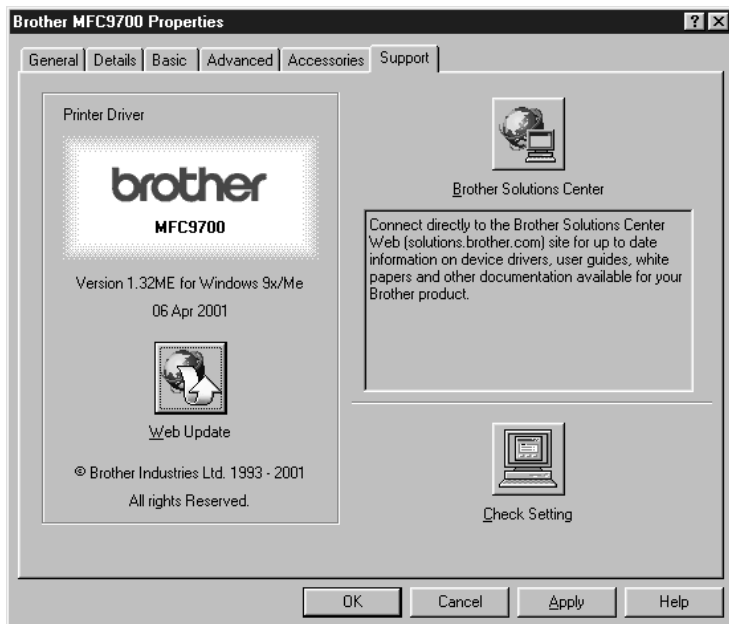 Brother MFC9700 Properties
General Details Basic Advanced Accessories Support
Printer Driver
brother
MFC9700
Version 1.32ME for Windows 9x/Me
06 Apr 2001
Web Update
© Brother Industries Ltd. 1993 - 2001
All rights Reserved.
Brother Solutions Center
Connect directly to the Brother Solutions Center
Web (solutions.brother.com) site for up to date
information on device drivers, user guides, white
papers and other documentation available for your
Brother product.
Check Setting
OK Cancel Apply Help